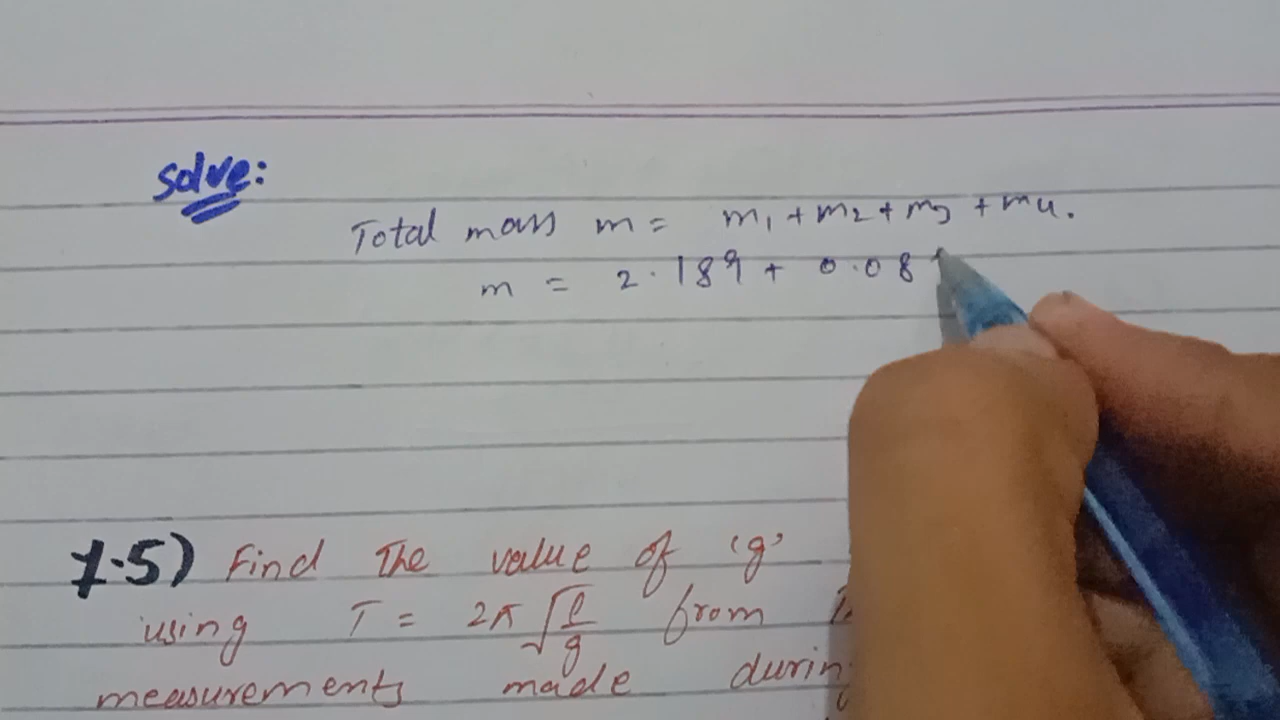 Solve:
Total mass m = m1 + m2 + m3 + m4.
m = 2.189 + 0.08
1.5) Find The value of 'g'
using T = 2π√l/g from
measurements made durin